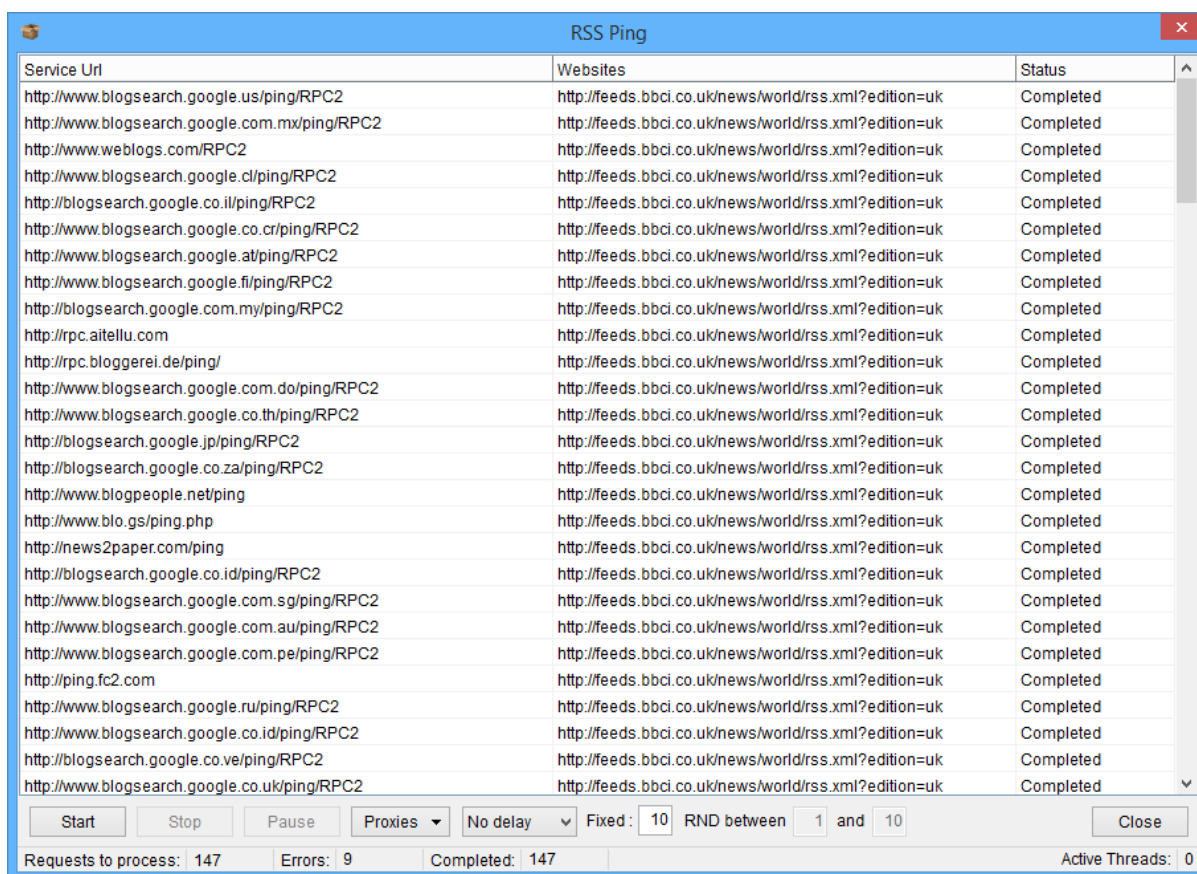 RSS Ping
Service Url Websites Status
http://www.blogsearch.google.us/ping/RPC2 http://feeds.bbci.co.uk/news/world/rss.xml?edition=uk Completed
http://www.blogsearch.google.com.mx/ping/RPC2 http://feeds.bbci.co.uk/news/world/rss.xml?edition=uk Completed
http://www.weblogs.com/RPC2 http://feeds.bbci.co.uk/news/world/rss.xml?edition=uk Completed
http://www.blogsearch.google.cl/ping/RPC2 http://feeds.bbci.co.uk/news/world/rss.xml?edition=uk Completed
http://blogsearch.google.co.il/ping/RPC2 http://feeds.bbci.co.uk/news/world/rss.xml?edition=uk Completed
http://www.blogsearch.google.co.cr/ping/RPC2 http://feeds.bbci.co.uk/news/world/rss.xml?edition=uk Completed
http://www.blogsearch.google.at/ping/RPC2 http://feeds.bbci.co.uk/news/world/rss.xml?edition=uk Completed
http://www.blogsearch.google.fi/ping/RPC2 http://feeds.bbci.co.uk/news/world/rss.xml?edition=uk Completed
http://blogsearch.google.com.my/ping/RPC2 http://feeds.bbci.co.uk/news/world/rss.xml?edition=uk Completed
http://rpc.aitellu.com http://feeds.bbci.co.uk/news/world/rss.xml?edition=uk Completed
http://rpc.bloggerei.de/ping/ http://feeds.bbci.co.uk/news/world/rss.xml?edition=uk Completed
http://www.blogsearch.google.com.do/ping/RPC2 http://feeds.bbci.co.uk/news/world/rss.xml?edition=uk Completed
http://www.blogsearch.google.co.th/ping/RPC2 http://feeds.bbci.co.uk/news/world/rss.xml?edition=uk Completed
http://blogsearch.google.jp/ping/RPC2 http://feeds.bbci.co.uk/news/world/rss.xml?edition=uk Completed
http://blogsearch.google.co.za/ping/RPC2 http://feeds.bbci.co.uk/news/world/rss.xml?edition=uk Completed
http://www.blogpeople.net/ping http://feeds.bbci.co.uk/news/world/rss.xml?edition=uk Completed
http://www.blo.gs/ping.php http://feeds.bbci.co.uk/news/world/rss.xml?edition=uk Completed
http://news2paper.com/ping http://feeds.bbci.co.uk/news/world/rss.xml?edition=uk Completed
http://blogsearch.google.co.id/ping/RPC2 http://feeds.bbci.co.uk/news/world/rss.xml?edition=uk Completed
http://www.blogsearch.google.com.sg/ping/RPC2 http://feeds.bbci.co.uk/news/world/rss.xml?edition=uk Completed
http://www.blogsearch.google.com.au/ping/RPC2 http://feeds.bbci.co.uk/news/world/rss.xml?edition=uk Completed
http://www.blogsearch.google.com.pe/ping/RPC2 http://feeds.bbci.co.uk/news/world/rss.xml?edition=uk Completed
http://ping.fc2.com http://feeds.bbci.co.uk/news/world/rss.xml?edition=uk Completed
http://www.blogsearch.google.ru/ping/RPC2 http://feeds.bbci.co.uk/news/world/rss.xml?edition=uk Completed
http://www.blogsearch.google.co.id/ping/RPC2 http://feeds.bbci.co.uk/news/world/rss.xml?edition=uk Completed
http://blogsearch.google.co.ve/ping/RPC2 http://feeds.bbci.co.uk/news/world/rss.xml?edition=uk Completed
http://www.blogsearch.google.co.uk/ping/RPC2 http://feeds.bbci.co.uk/news/world/rss.xml?edition=uk Completed
Start Stop Pause Proxies No delay Fixed : 10 RND between 1 and 10 Close
Requests to process: 147 Errors: 9 Completed: 147 Active Threads: 0